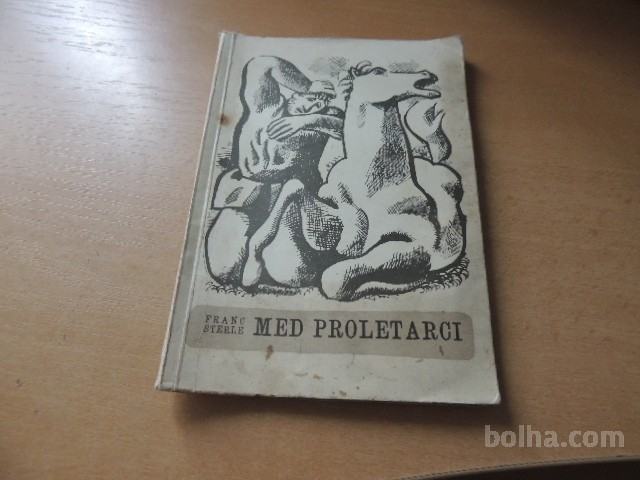 FRANC
STERLE
MED PROLETARCI
bolha.com®